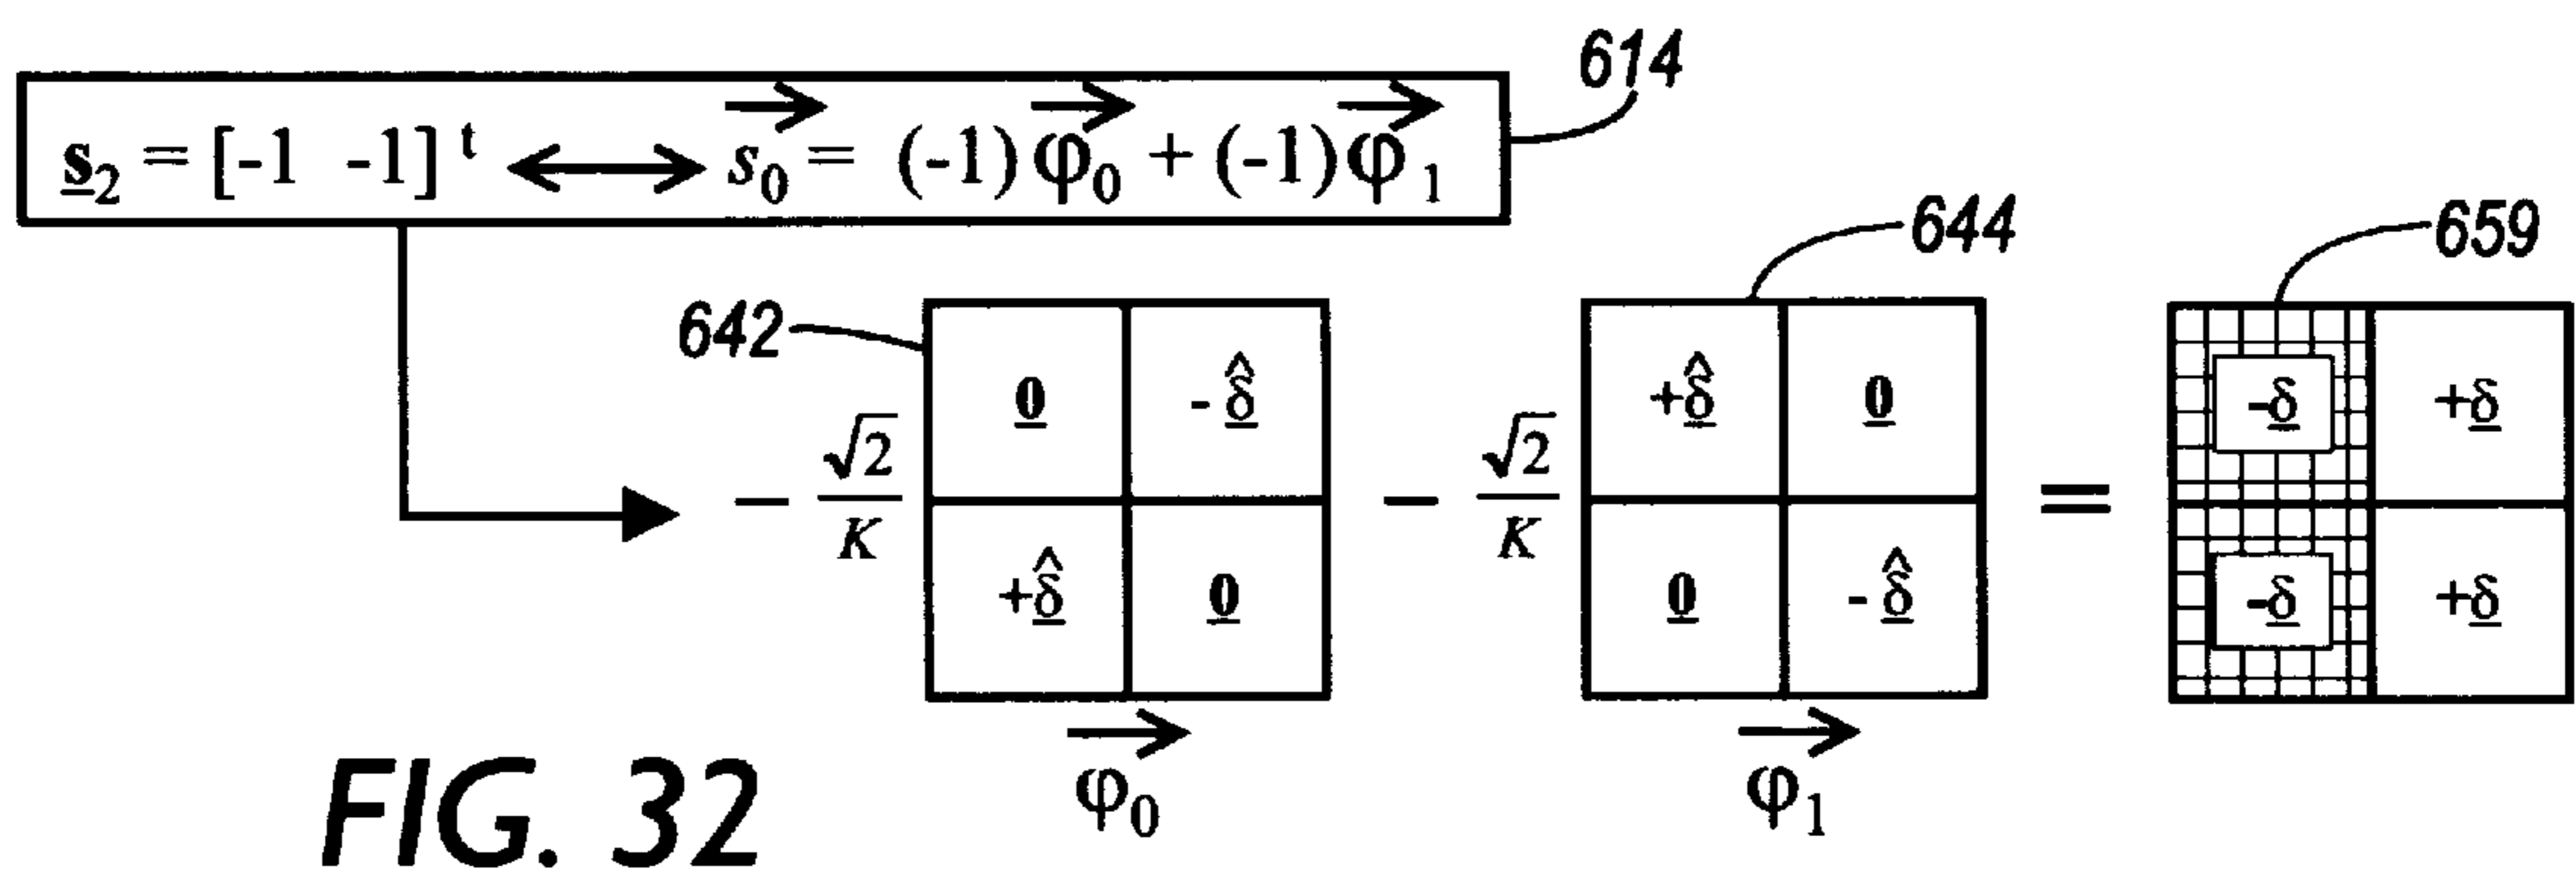 614
s₂ = [-1 -1] ᵗ ⟷ s₀ = (-1) φ₀ + (-1) φ₁
642 644 659
− √2/K 0 - δ̂ − √2/K +δ̂ 0 = -δ +δ
+δ̂ 0 0 - δ̂ -δ +δ
φ₀ φ₁
FIG. 32